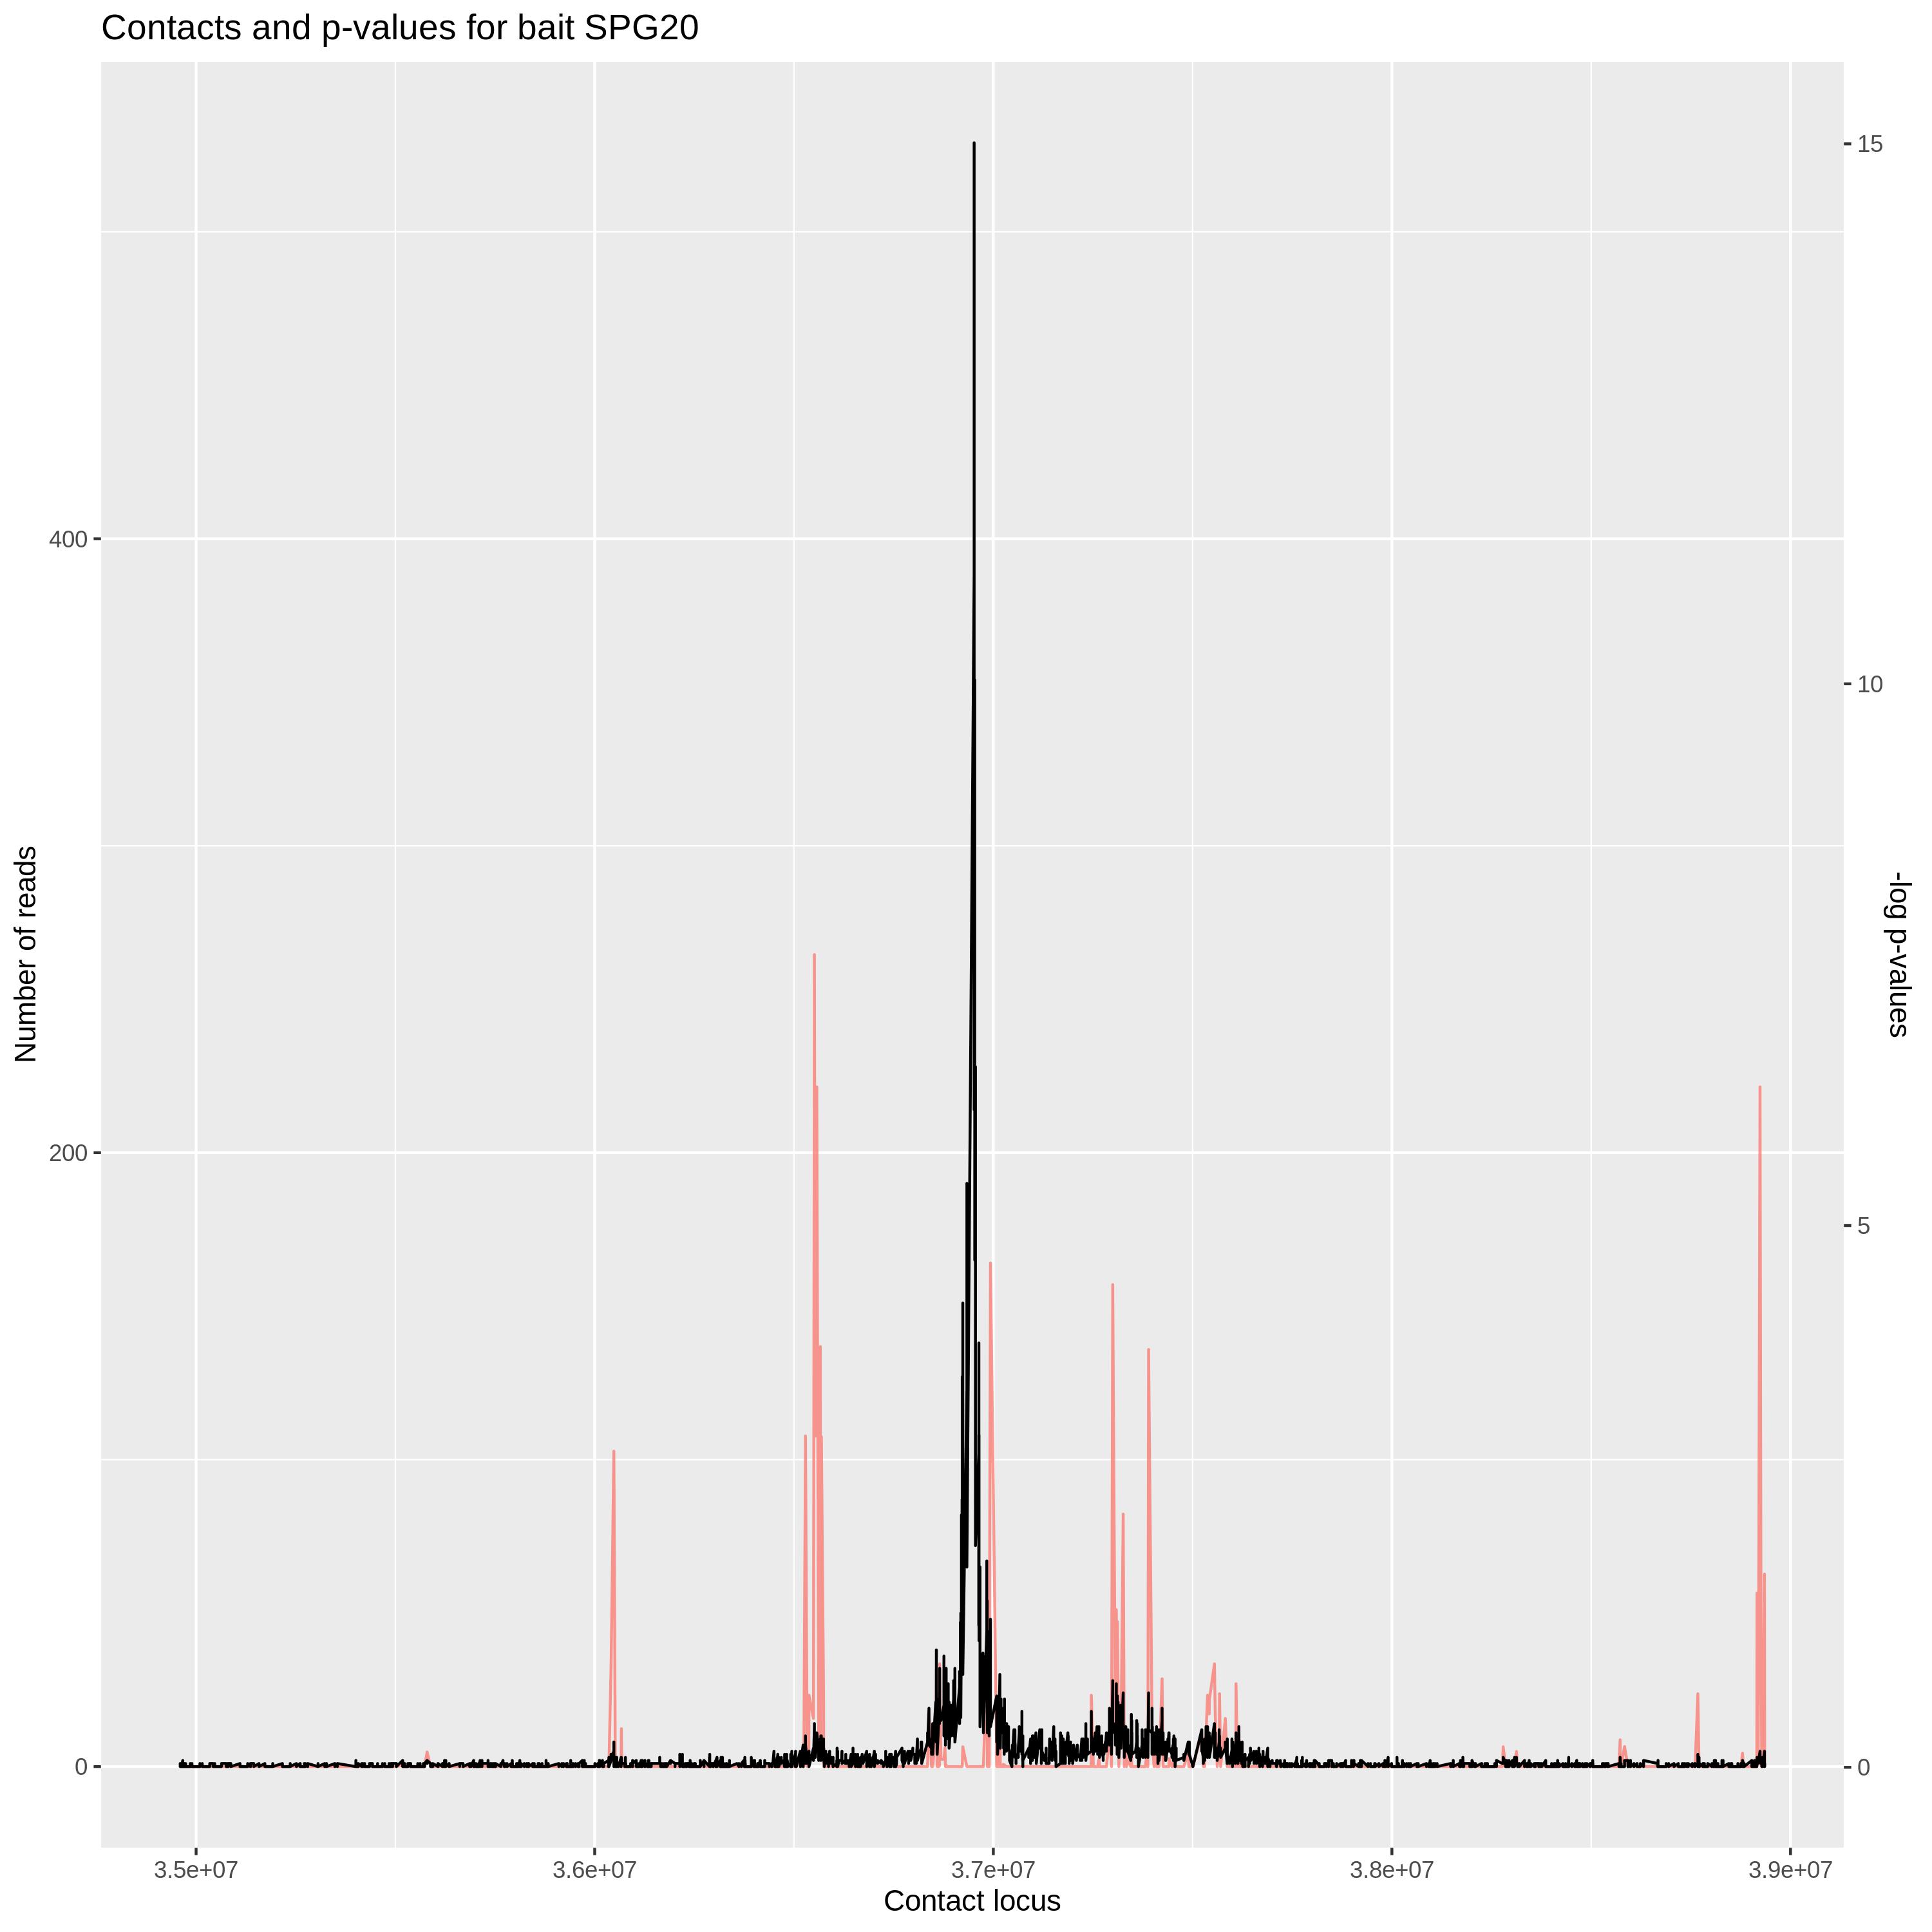 Contacts and p-values for bait SPG20
15
400
10
Number of reads
-log p-values
200
5
0
0
3.5e+07 3.6e+07 3.7e+07 3.8e+07 3.9e+07
Contact locus